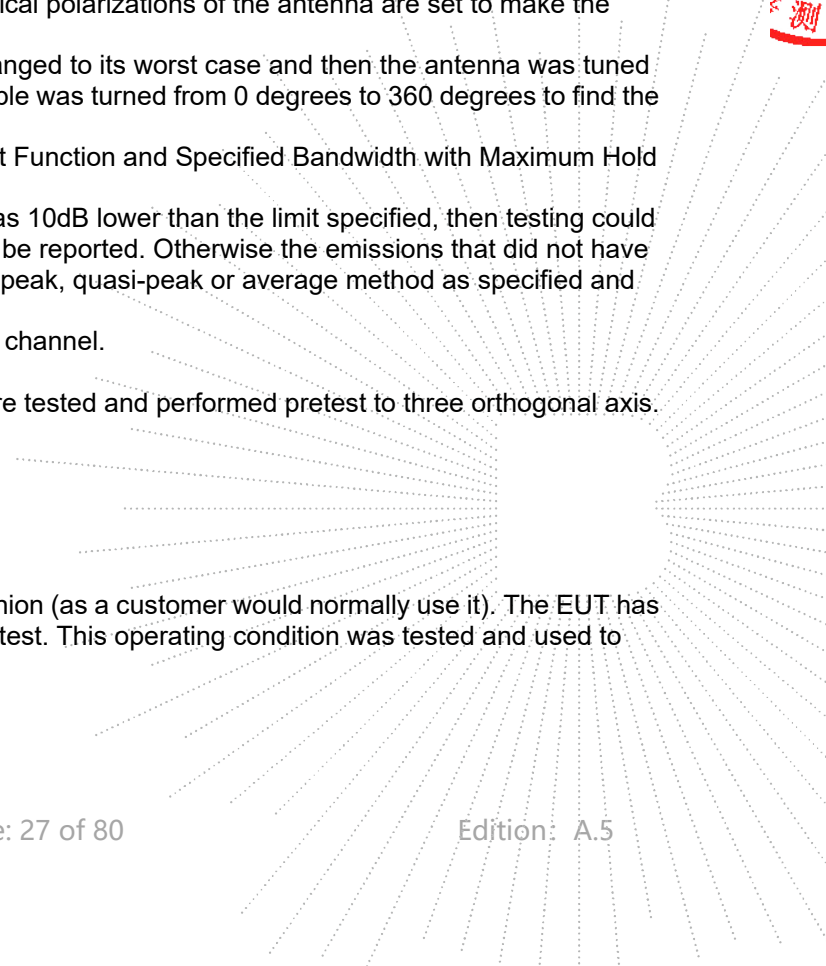 ical polarizations of the antenna are set to make the
测
anged to its worst case and then the antenna was tuned
ble was turned from 0 degrees to 360 degrees to find the
t Function and Specified Bandwidth with Maximum Hold
as 10dB lower than the limit specified, then testing could
be reported. Otherwise the emissions that did not have
peak, quasi-peak or average method as specified and
channel.
re tested and performed pretest to three orthogonal axis.
nion (as a customer would normally use it). The EUT has
test. This operating condition was tested and used to
e: 27 of 80 Edition: A.5